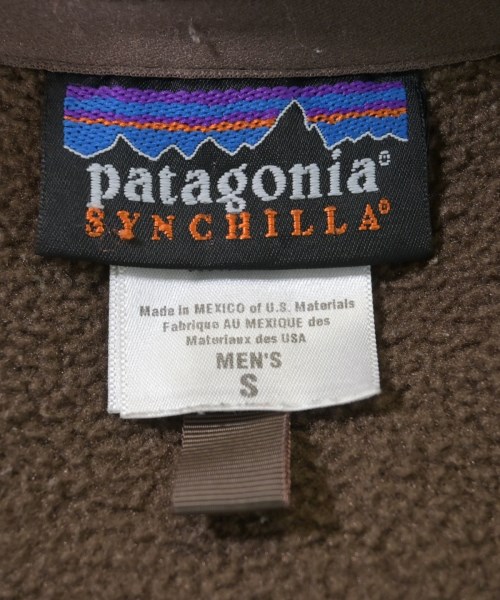 patagonia®
SYNCHILLA®
Made in MEXICO of U.S. Materials
Fabrique AU MEXIQUE des
Materiaux des USA
MEN'S
S